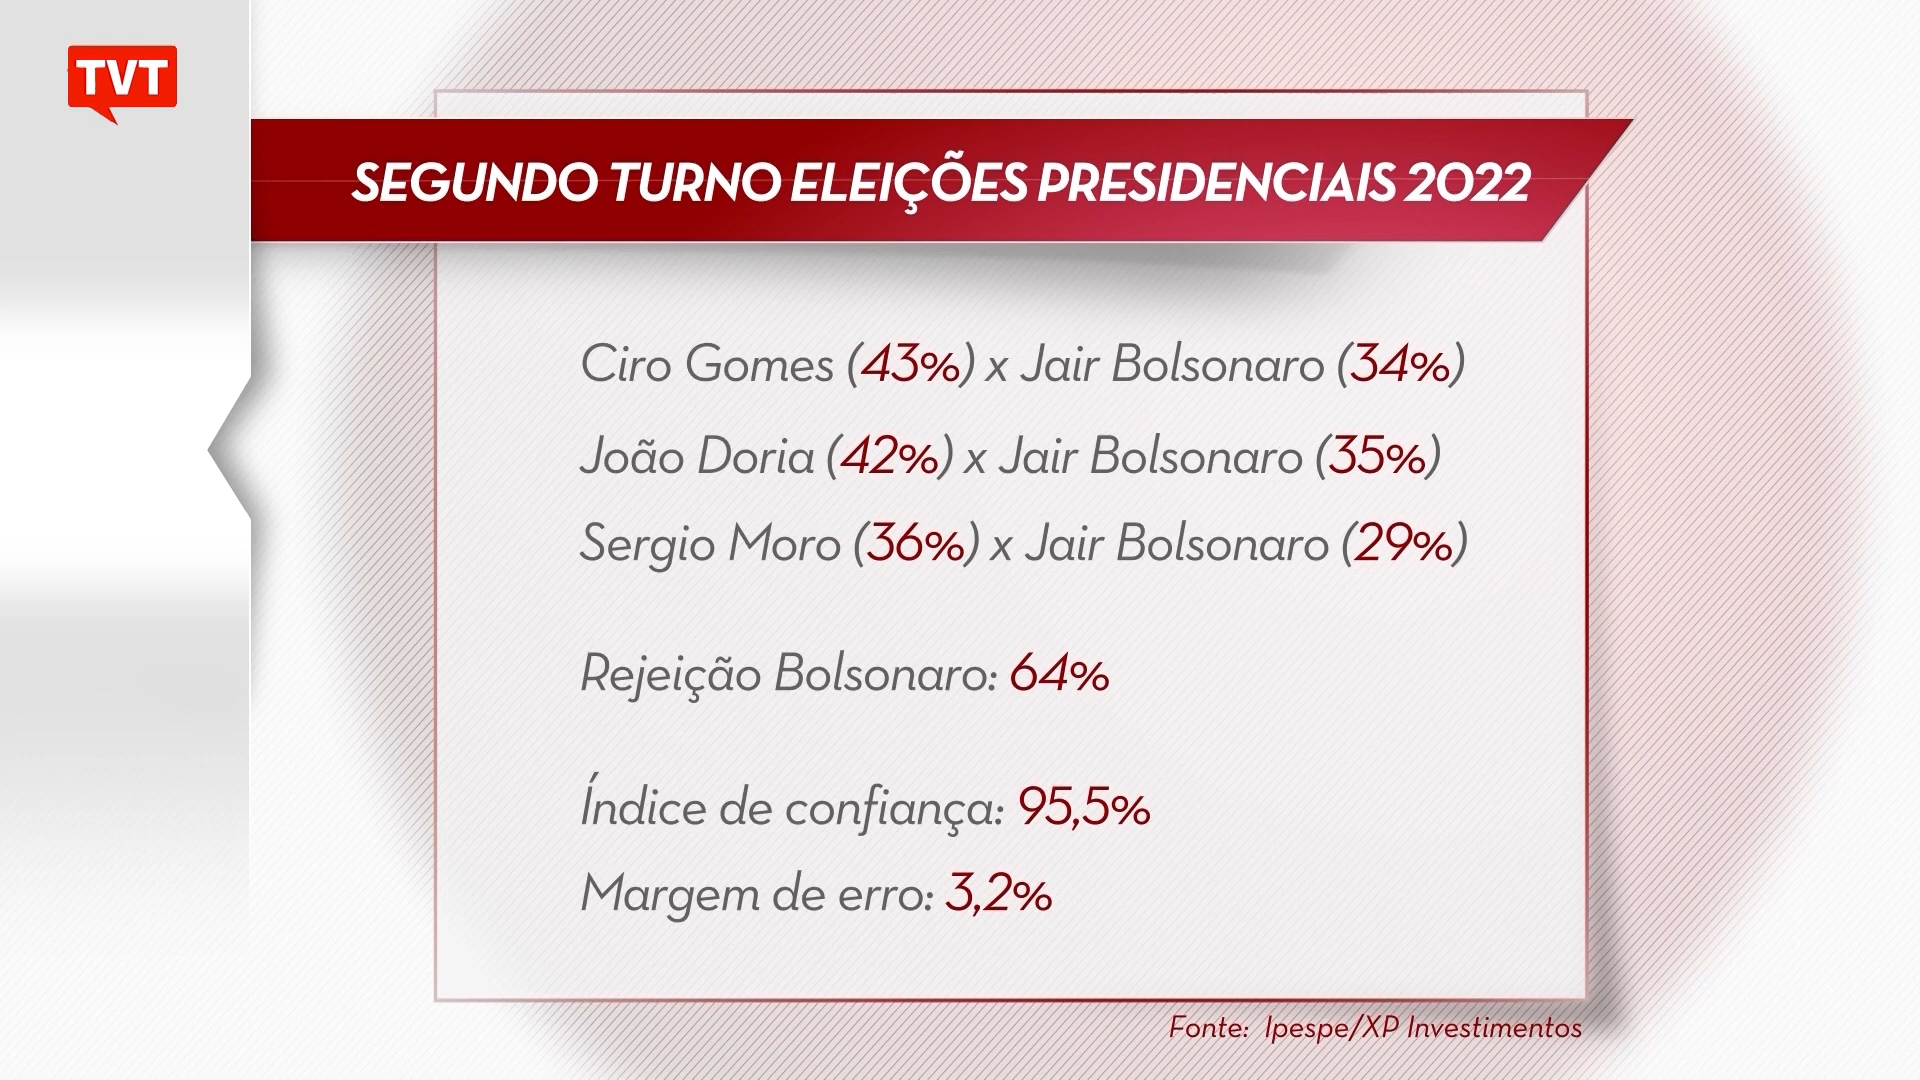 TVT
SEGUNDO TURNO ELEIÇÕES PRESIDENCIAIS 2022
Ciro Gomes (43%) x Jair Bolsonaro (34%)
João Doria (42%) x Jair Bolsonaro (35%)
Sergio Moro (36%) x Jair Bolsonaro (29%)
Rejeição Bolsonaro: 64%
Índice de confiança: 95,5%
Margem de erro: 3,2%
Fonte: Ipespe/XP Investimentos